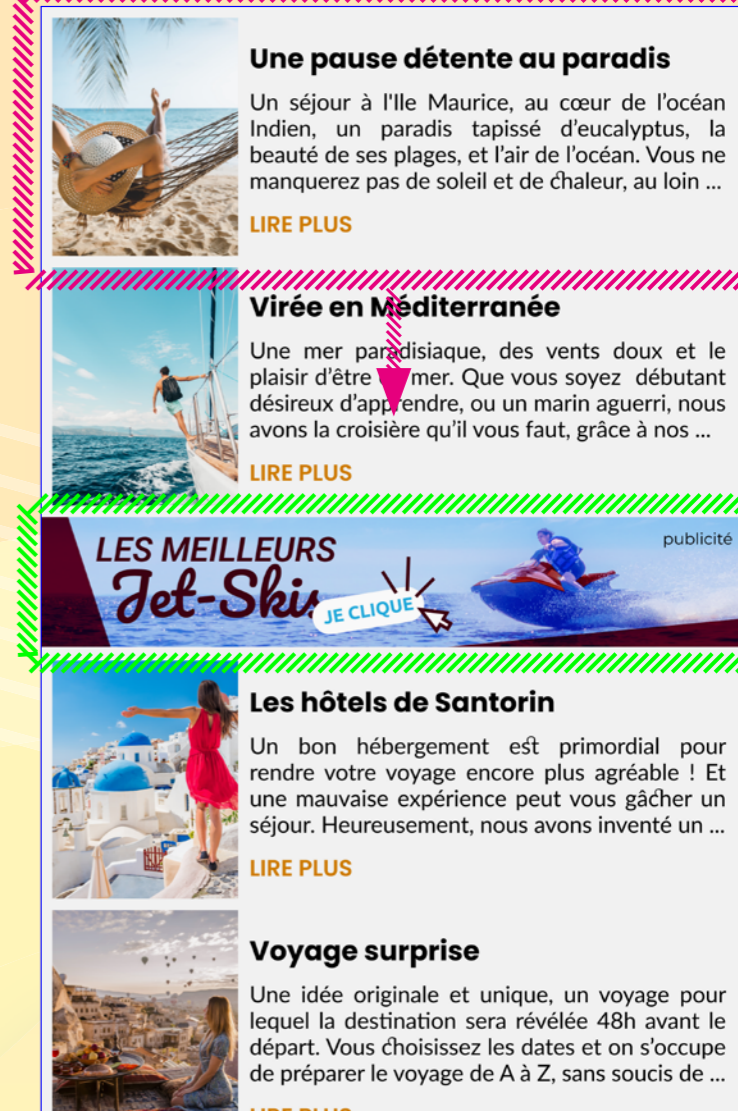 Une pause détente au paradis
Un séjour à l'Ile Maurice, au cœur de l'océan
Indien, un paradis tapissé d'eucalyptus, la
beauté de ses plages, et l'air de l'océan. Vous ne
manquerez pas de soleil et de chaleur, au loin ...
LIRE PLUS
Virée en Méditerranée
Une mer paradisiaque, des vents doux et le
plaisir d'être en mer. Que vous soyez débutant
désireux d'apprendre, ou un marin aguerri, nous
avons la croisière qu'il vous faut, grâce à nos ...
LIRE PLUS
publicité
LES MEILLEURS
Jet-Skis
JE CLIQUE
Les hôtels de Santorin
Un bon hébergement est primordial pour
rendre votre voyage encore plus agréable ! Et
une mauvaise expérience peut vous gâcher un
séjour. Heureusement, nous avons inventé un ...
LIRE PLUS
Voyage surprise
Une idée originale et unique, un voyage pour
lequel la destination sera révélée 48h avant le
départ. Vous choisissez les dates et on s'occupe
de préparer le voyage de A à Z, sans soucis de ...
LIRE PLUS